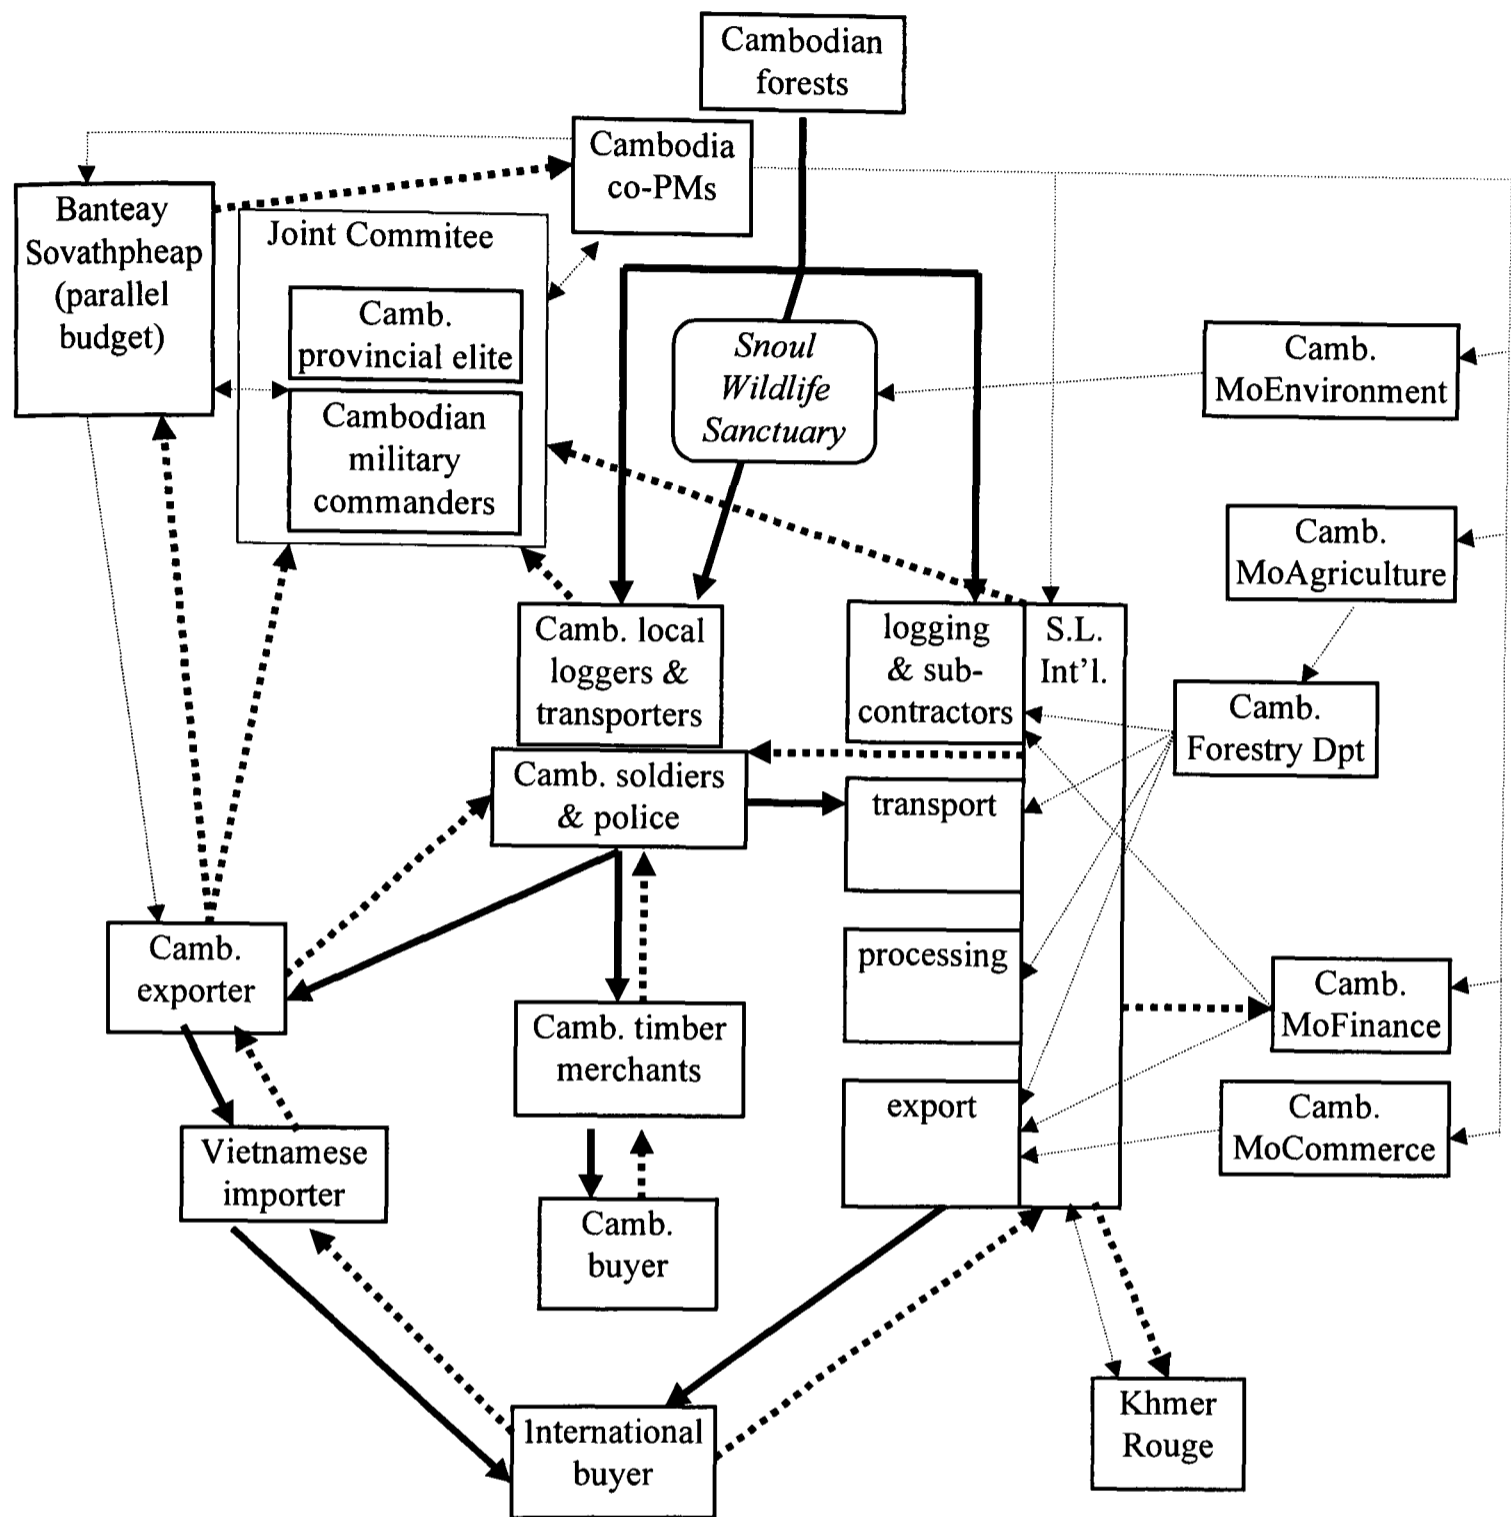 Cambodian
forests
Cambodia
co-PMs
Banteay
Sovathpheap
(parallel
budget)
Joint Commitee
Camb.
provincial elite
Cambodian
military
commanders
Snoul
Wildlife
Sanctuary
Camb.
MoEnvironment
Camb.
MoAgriculture
Camb. local
loggers &
transporters
logging
& sub-
contractors
S.L.
Int'l.
Camb.
Forestry Dpt
Camb. soldiers
& police
transport
processing
export
Camb.
exporter
Camb. timber
merchants
Camb.
MoFinance
Camb.
MoCommerce
Vietnamese
importer
Camb.
buyer
International
buyer
Khmer
Rouge